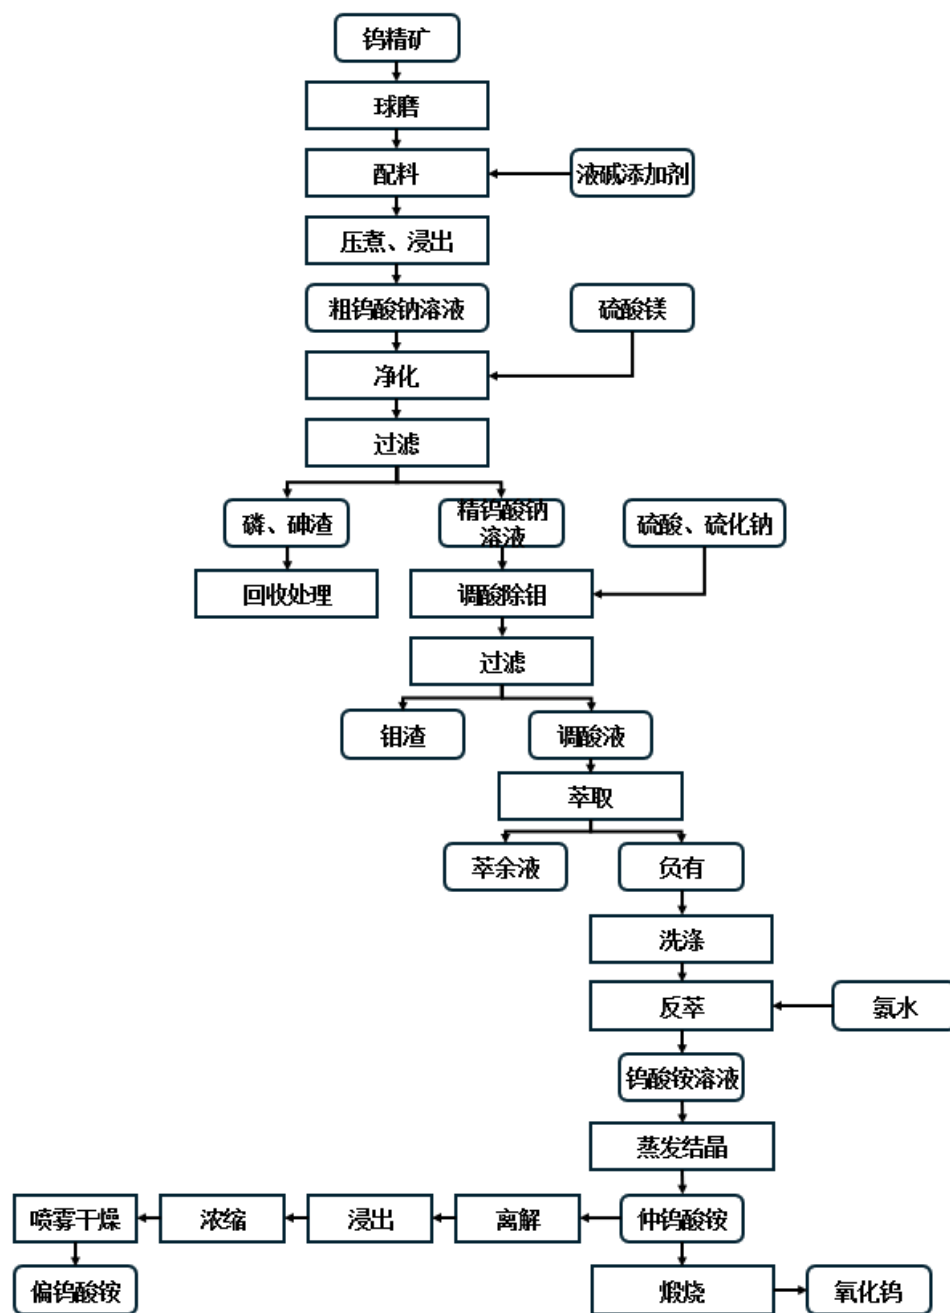 钨精矿
球磨
配料
液碱添加剂
压煮、浸出
粗钨酸钠溶液
硫酸镁
净化
过滤
磷、砷渣
精钨酸钠
溶液
硫酸、硫化钠
回收处理
调酸除钼
过滤
钼渣
调酸液
萃取
萃余液
负有
洗涤
反萃
氨水
钨酸铵溶液
蒸发结晶
喷雾干燥
浓缩
浸出
离解
仲钨酸铵
偏钨酸铵
煅烧
氧化钨